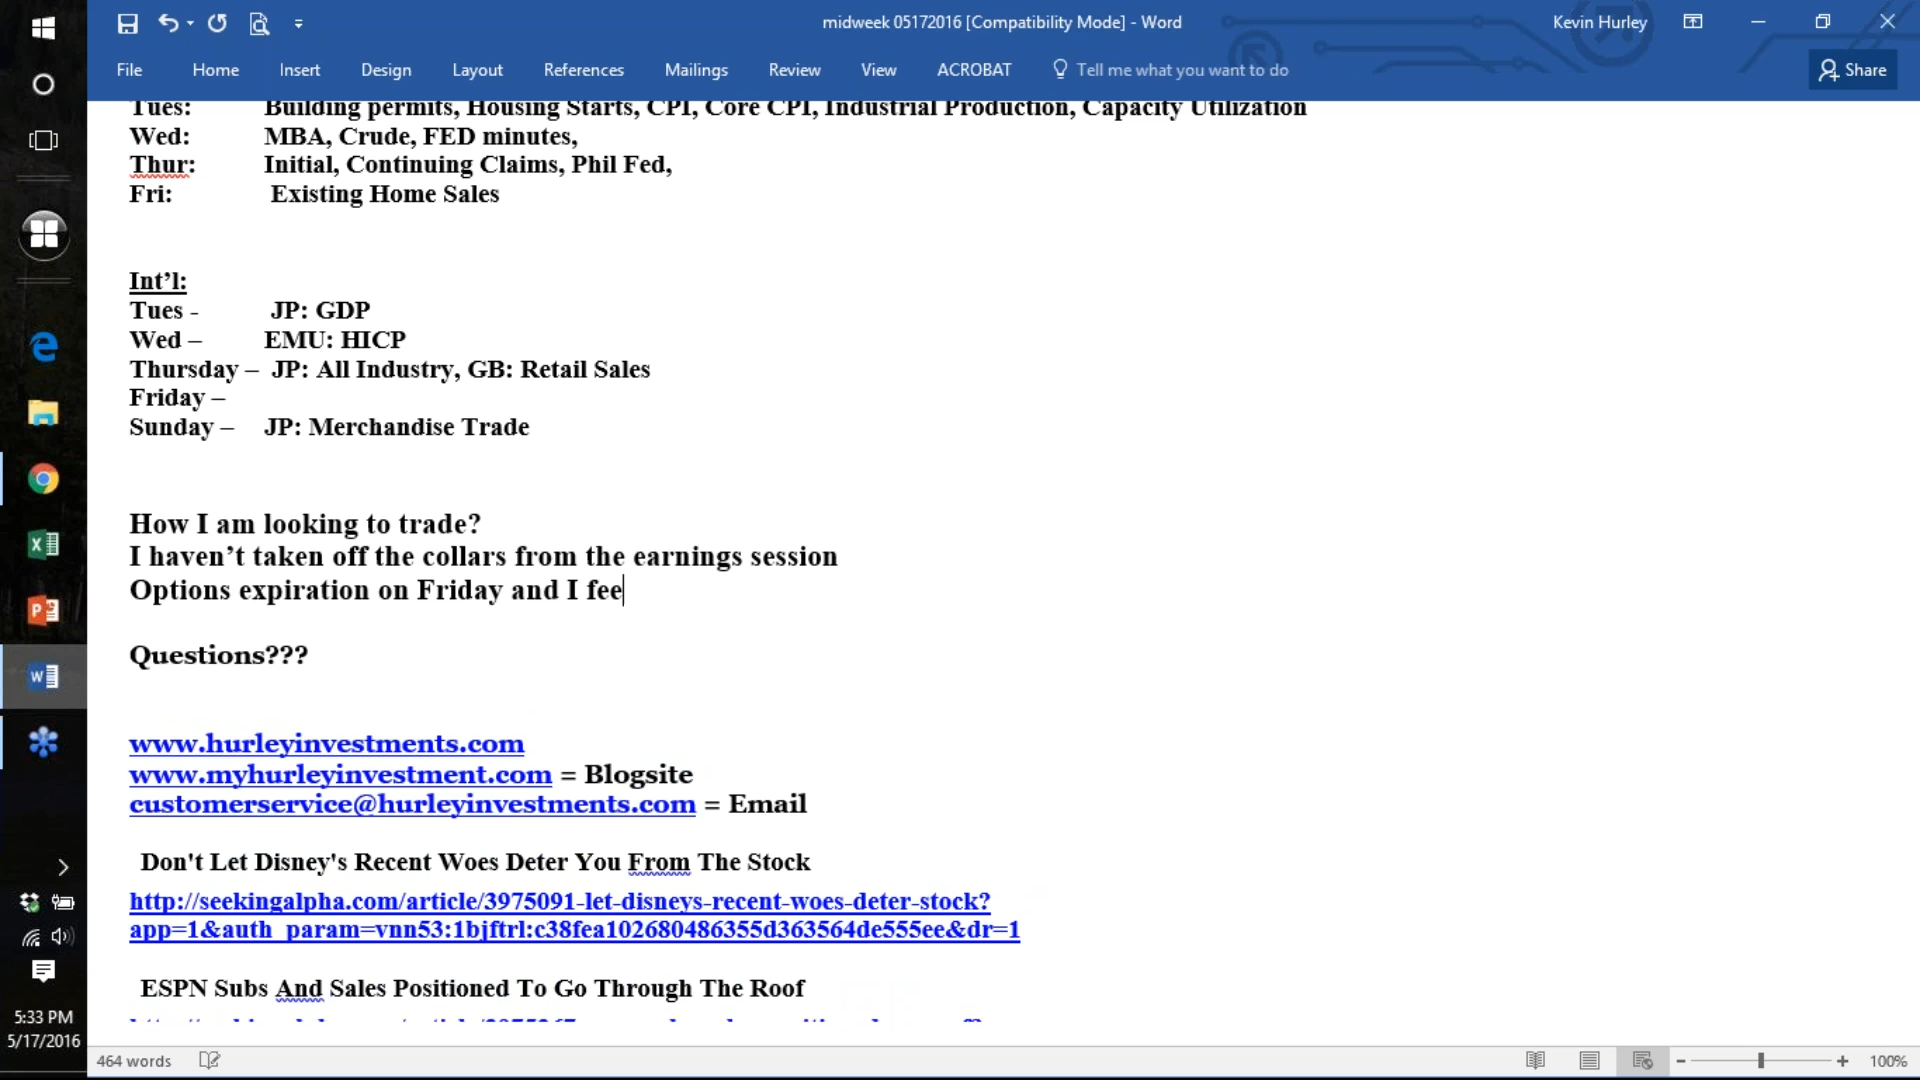 midweek 05172016 [Compatibility Mode] - Word
Kevin Hurley
File Home Insert Design Layout References Mailings Review View ACROBAT Tell me what you want to do Share
Tues: Building permits, Housing Starts, CPI, Core CPI, Industrial Production, Capacity Utilization
Wed: MBA, Crude, FED minutes,
Thur: Initial, Continuing Claims, Phil Fed,
Fri: Existing Home Sales
Int’l:
Tues - JP: GDP
Wed – EMU: HICP
Thursday – JP: All Industry, GB: Retail Sales
Friday –
Sunday – JP: Merchandise Trade
How I am looking to trade?
I haven’t taken off the collars from the earnings session
Options expiration on Friday and I fee
Questions???
www.hurleyinvestments.com
www.myhurleyinvestment.com = Blogsite
customerservice@hurleyinvestments.com = Email
Don't Let Disney's Recent Woes Deter You From The Stock
http://seekingalpha.com/article/3975091-let-disneys-recent-woes-deter-stock?
app=1&auth_param=vnn53:1bjftrl:c38fea102680486355d363564de555ee&dr=1
ESPN Subs And Sales Positioned To Go Through The Roof
5:33 PM
5/17/2016
464 words
100%